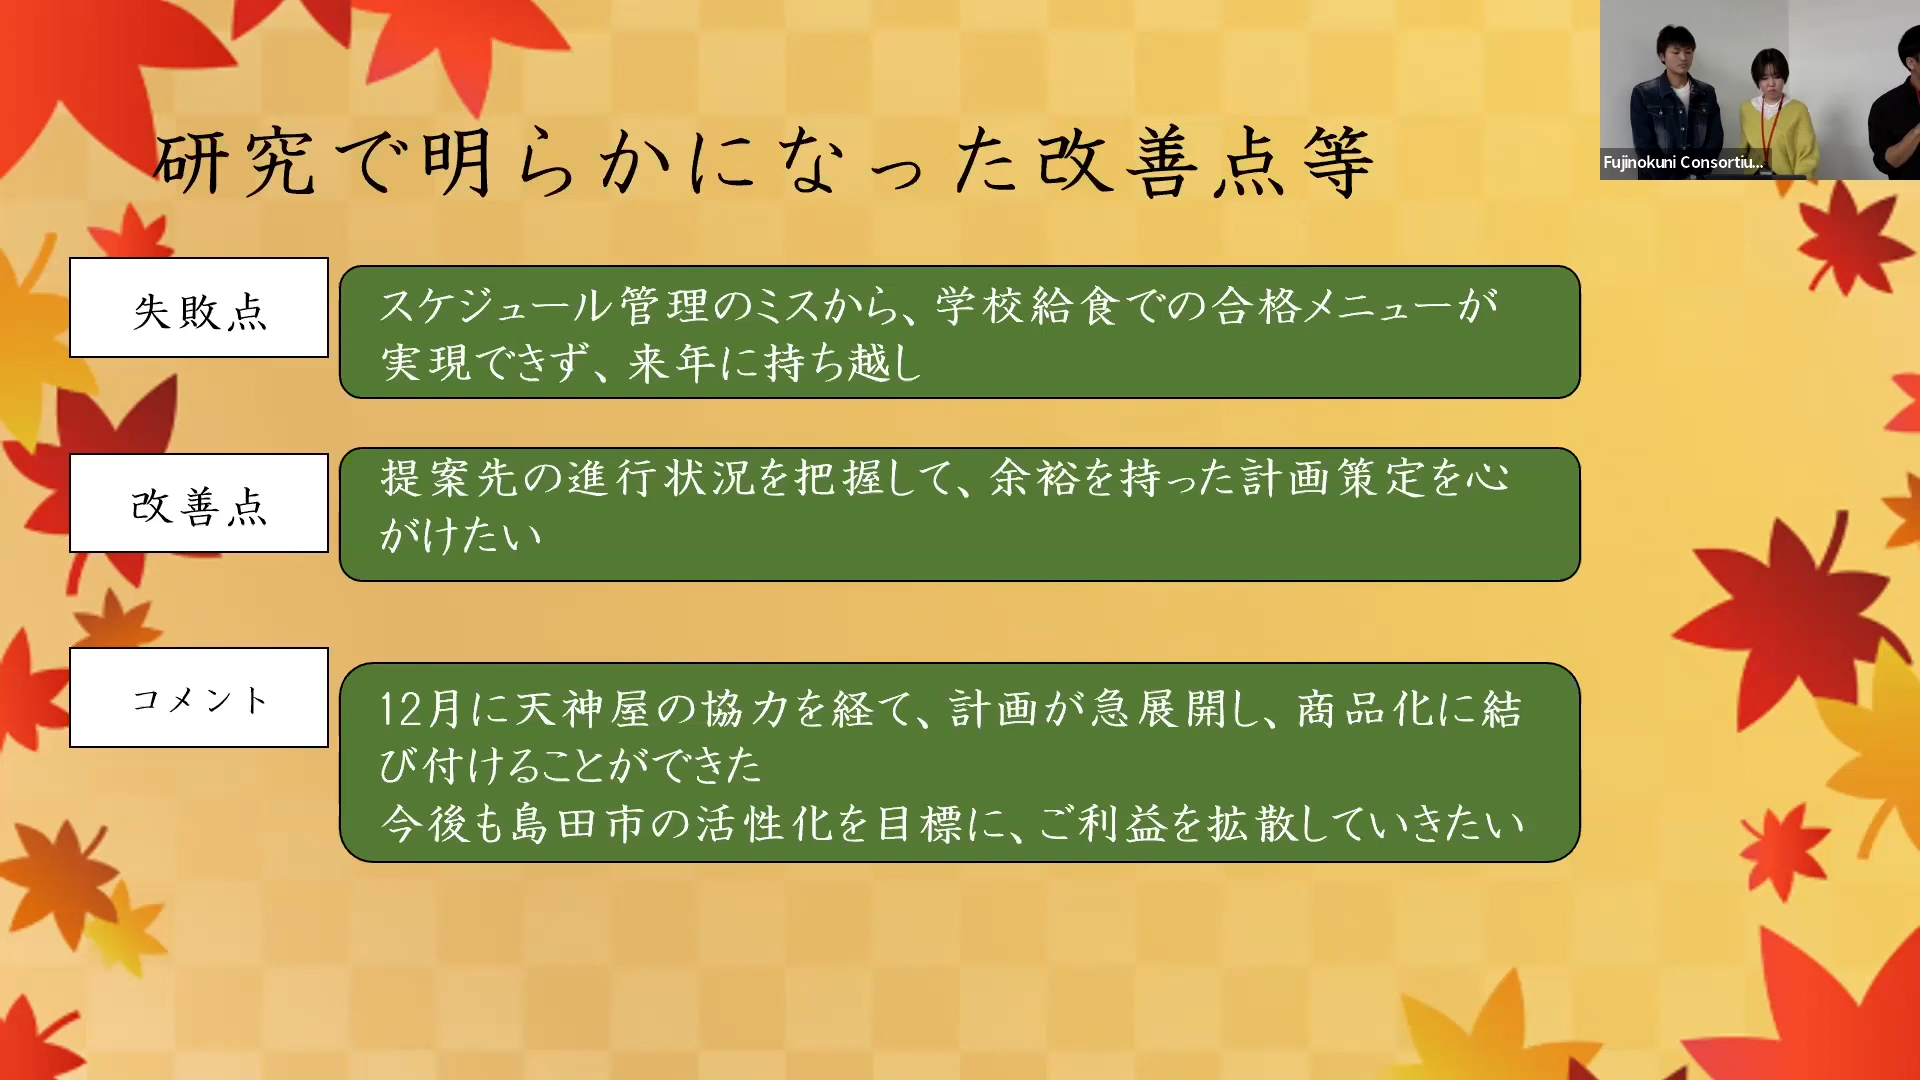 研究で明らかになった改善点等
Fujinokuni Consortiu...
失敗点
スケジュール管理のミスから、学校給食での合格メニューが
実現できず、来年に持ち越し
改善点
提案先の進行状況を把握して、余裕を持った計画策定を心
がけたい
コメント
12月に天神屋の協力を経て、計画が急展開し、商品化に結
び付けることができた
今後も島田市の活性化を目標に、ご利益を拡散していきたい